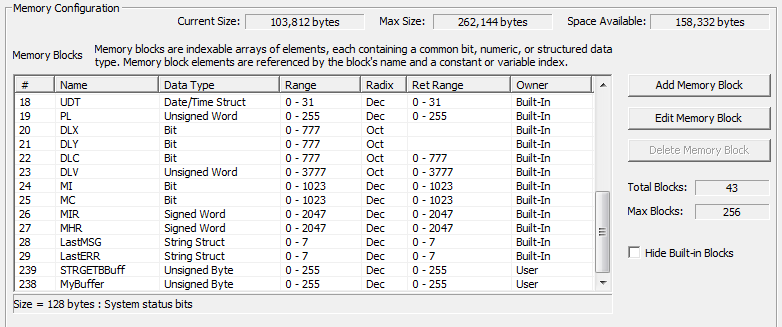 Memory Configuration
Current Size: 103,812 bytes Max Size: 262,144 bytes Space Available: 158,332 bytes
Memory Blocks Memory blocks are indexable arrays of elements, each containing a common bit, numeric, or structured data
type. Memory block elements are referenced by the block's name and a constant or variable index.
# Name Data Type Range Radix Ret Range Owner
18 UDT Date/Time Struct 0 - 31 Dec 0 - 31 Built-In
19 PL Unsigned Word 0 - 255 Dec 0 - 255 Built-In
20 DLX Bit 0 - 777 Oct Built-In
21 DLY Bit 0 - 777 Oct Built-In
22 DLC Bit 0 - 777 Oct 0 - 777 Built-In
23 DLV Unsigned Word 0 - 3777 Oct 0 - 3777 Built-In
24 MI Bit 0 - 1023 Dec 0 - 1023 Built-In
25 MC Bit 0 - 1023 Dec 0 - 1023 Built-In
26 MIR Signed Word 0 - 2047 Dec 0 - 2047 Built-In
27 MHR Signed Word 0 - 2047 Dec 0 - 2047 Built-In
28 LastMSG String Struct 0 - 7 Dec 0 - 7 Built-In
29 LastERR String Struct 0 - 7 Dec 0 - 7 Built-In
239 STRGETBBuff Unsigned Byte 0 - 255 Dec 0 - 255 User
238 MyBuffer Unsigned Byte 0 - 255 Dec 0 - 255 User
Size = 128 bytes : System status bits
Add Memory Block
Edit Memory Block
Delete Memory Block
Total Blocks: 43
Max Blocks: 256
Hide Built-in Blocks